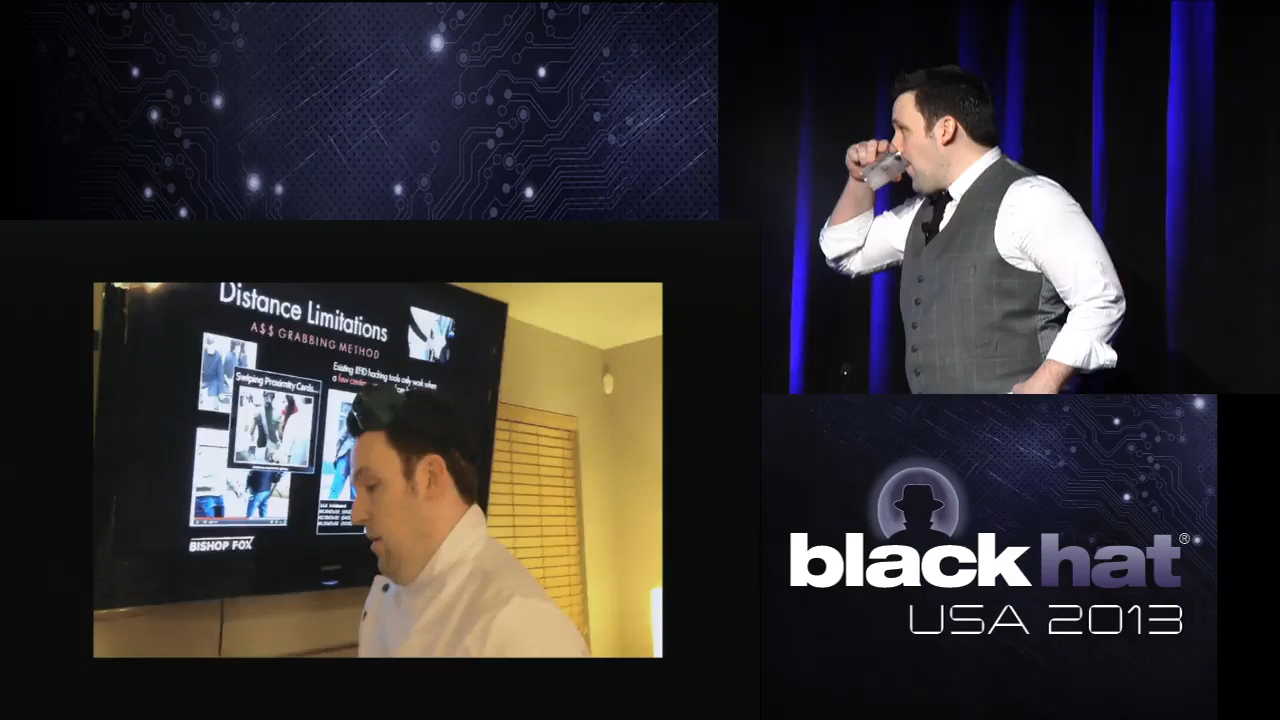 Distance Limitations
A$$ GRABBING METHOD
Existing RFID hacking tools only work when
a few
Swiping Proximity Cards...
BISHOP FOX
black hat®
USA 2013